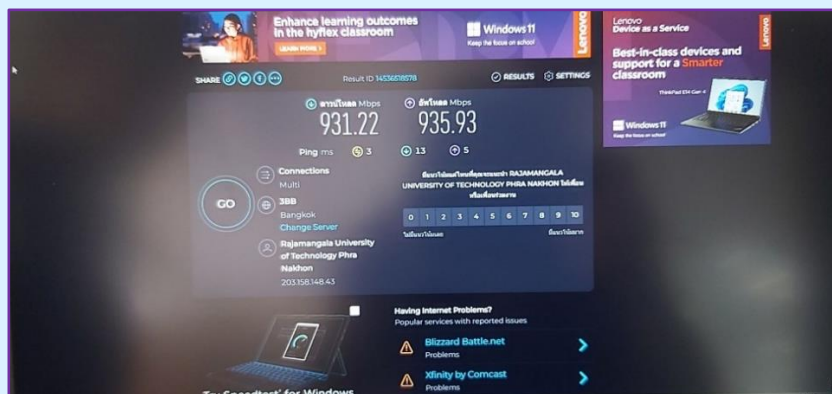 Enhance learning outcomes
in the hyflex classroom
LEARN MORE
Windows 11
Keep the focus on school
Lenovo
Lenovo
Device as a Service
Best-in-class devices and
support for a Smarter
classroom
ThinkPad E14 Gen 4
Windows 11
Keep the focus on school
Lenovo
SHARE
Result ID 14536518578
RESULTS
SETTINGS
ดาวน์โหลด Mbps
931.22
อัพโหลด Mbps
935.93
Ping ms 3 13 5
GO
Connections
Multi
3BB
Bangkok
Change Server
Rajamangala University
of Technology Phra
Nakhon
203.158.148.43
มีแนวโน้มแค่ไหนที่คุณจะแนะนำ RAJAMANGALA
UNIVERSITY OF TECHNOLOGY PHRA NAKHON ให้เพื่อน
หรือเพื่อนร่วมงาน
0 1 2 3 4 5 6 7 8 9 10
ไม่มีแนวโน้มเลย
มีแนวโน้มมาก
Having Internet Problems?
Popular services with reported issues
Blizzard Battle.net
Problems
Xfinity by Comcast
Problems
Try Speedtest® for Windows